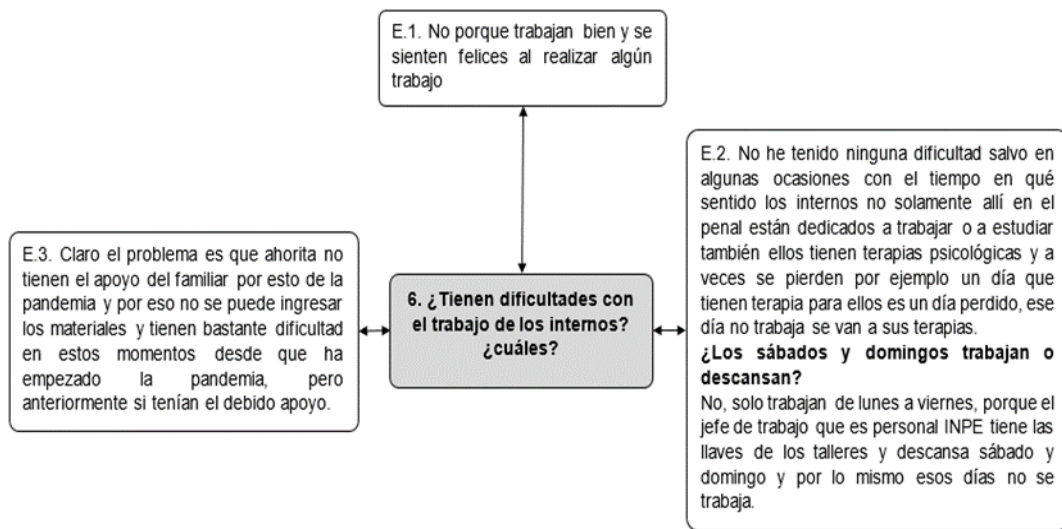 E.1. No porque trabajan bien y se
sienten felices al realizar algún
trabajo
E.3. Claro el problema es que ahorita no
tienen el apoyo del familiar por esto de la
pandemia y por eso no se puede ingresar
los materiales y tienen bastante dificultad
en estos momentos desde que ha
empezado la pandemia, pero
anteriormente si tenían el debido apoyo.
6. ¿Tienen dificultades con
el trabajo de los internos?
¿cuáles?
E.2. No he tenido ninguna dificultad salvo en
algunas ocasiones con el tiempo en qué
sentido los internos no solamente allí en el
penal están dedicados a trabajar o a estudiar
también ellos tienen terapias psicológicas y a
veces se pierden por ejemplo un día que
tienen terapia para ellos es un día perdido, ese
día no trabaja se van a sus terapias.
¿Los sábados y domingos trabajan o
descansan?
No, solo trabajan de lunes a viernes, porque el
jefe de trabajo que es personal INPE tiene las
llaves de los talleres y descansa sábado y
domingo y por lo mismo esos días no se
trabaja.